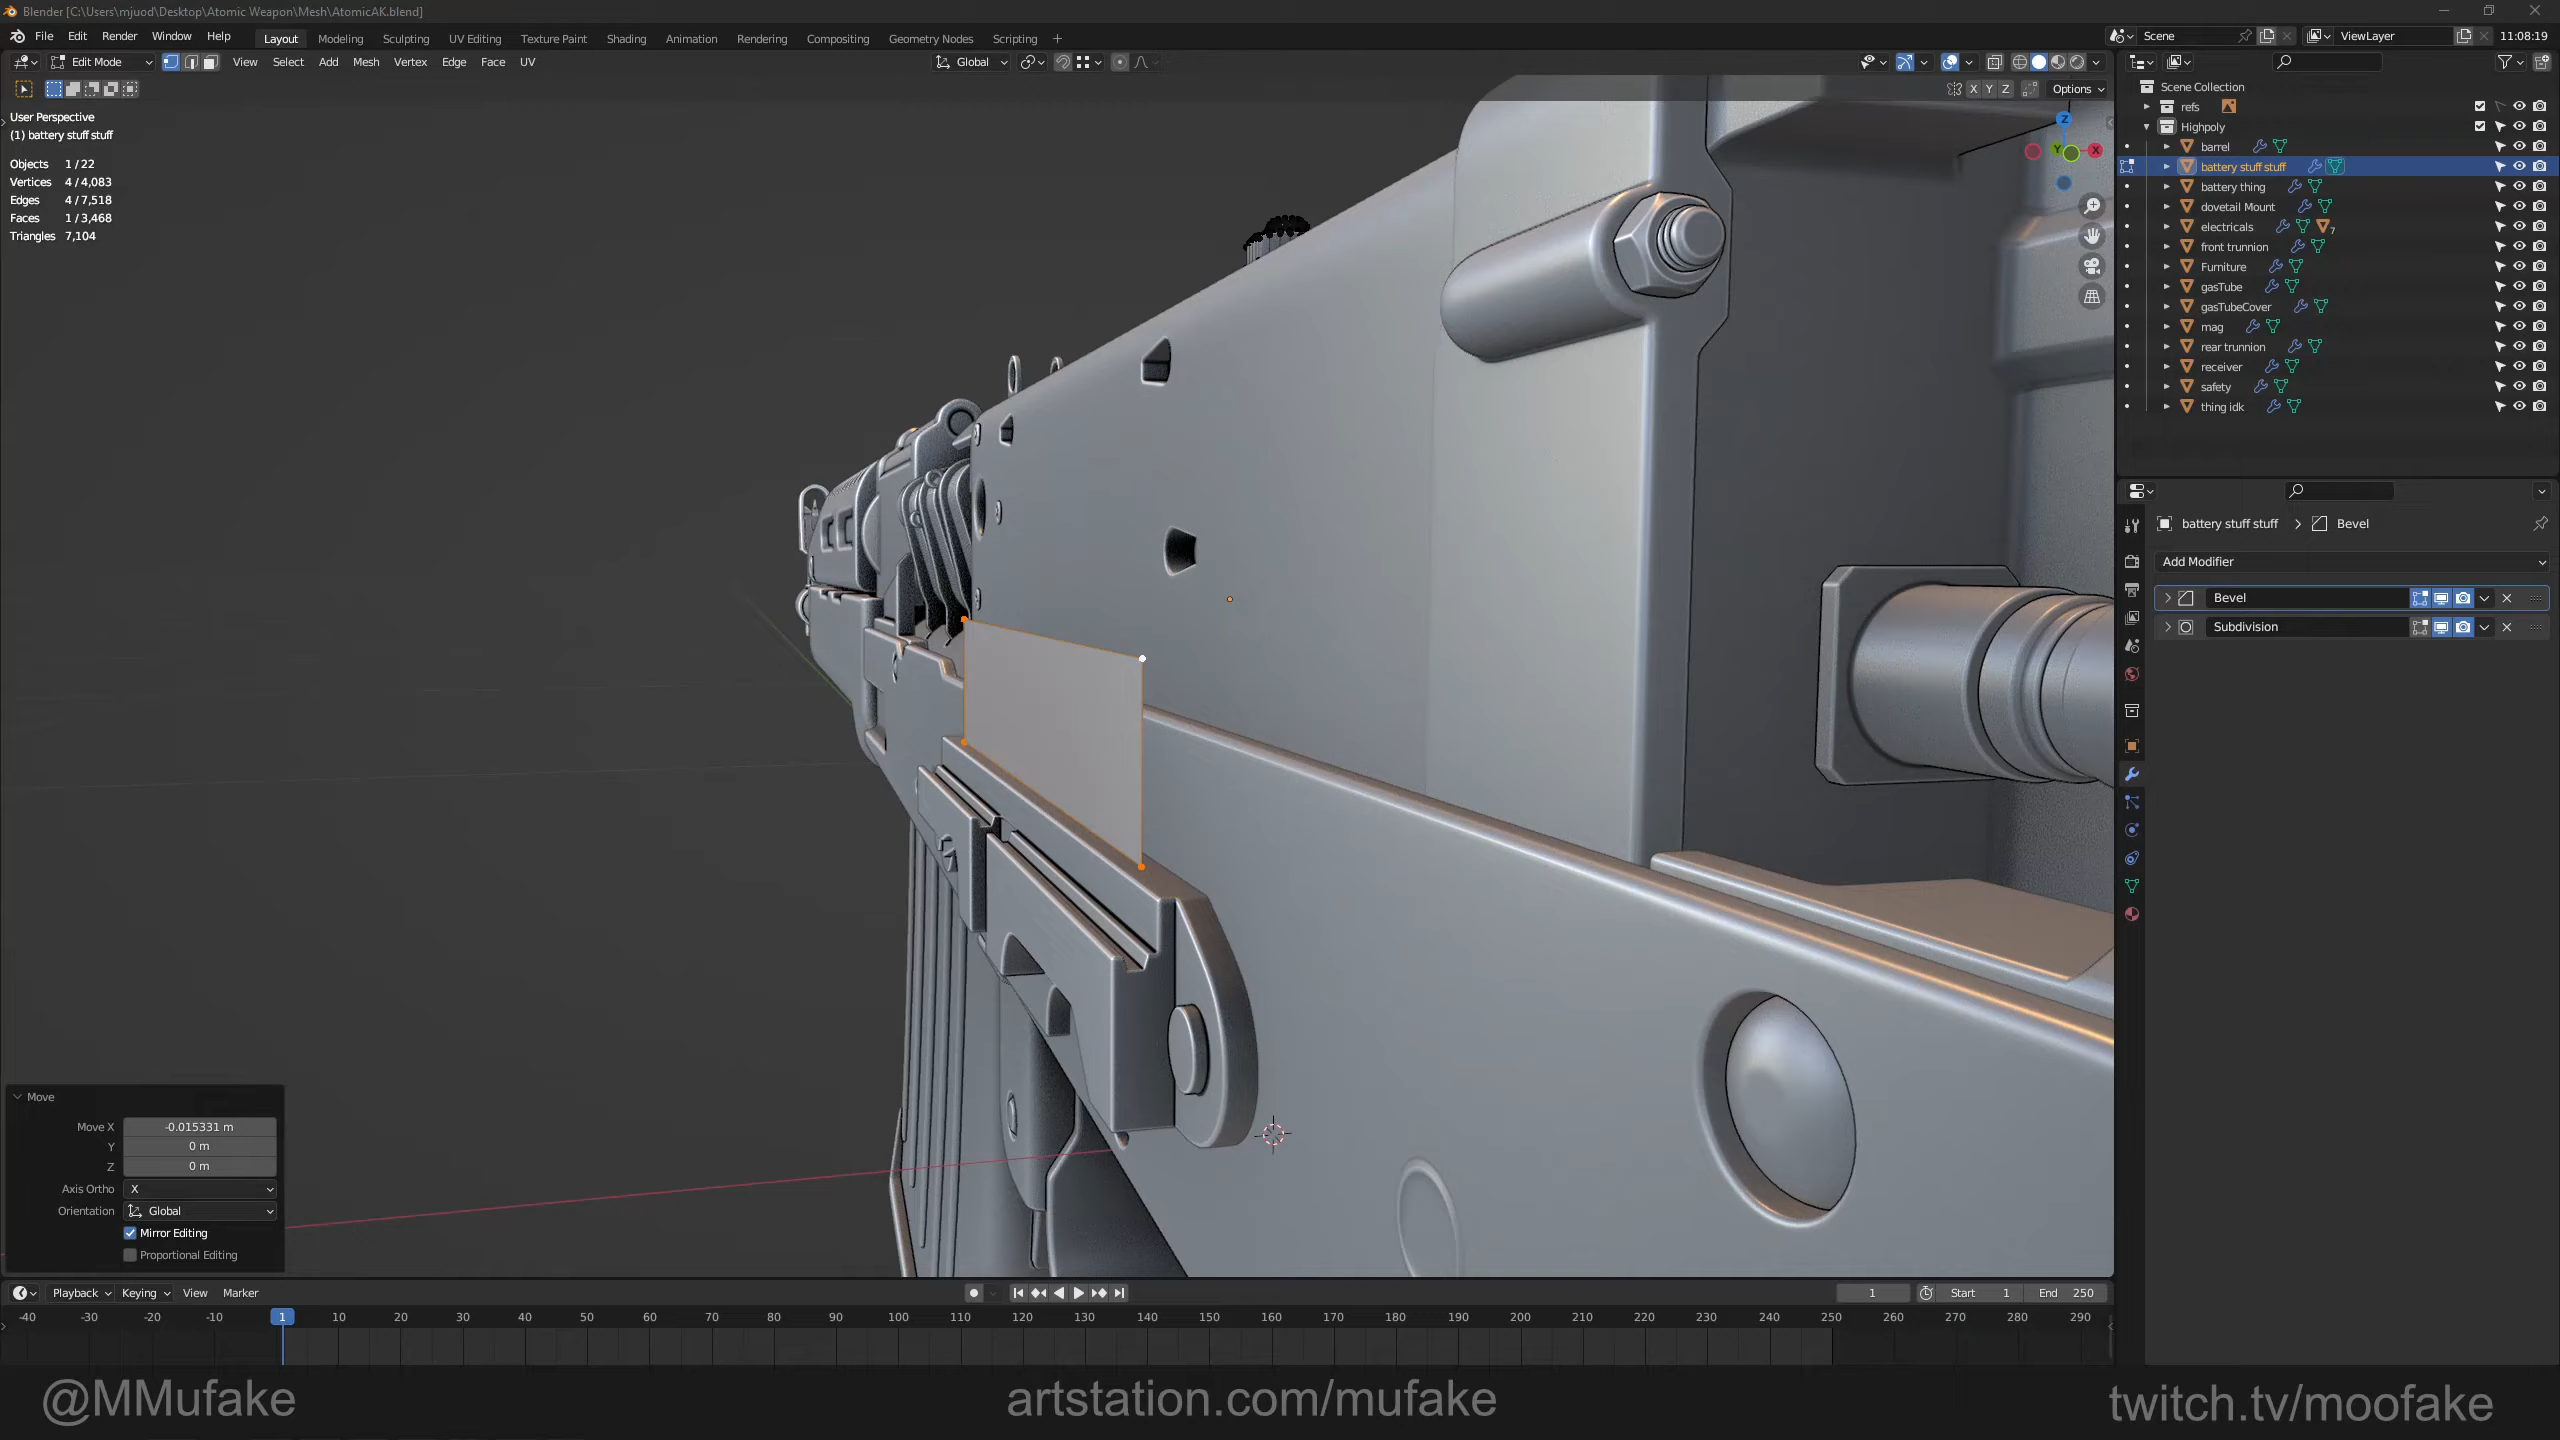 Blender [C:\Users\mjuod\Desktop\Atomic Weapon\Mesh\AtomicAK.blend]
File Edit Render Window Help Layout Modeling Sculpting UV Editing Texture Paint Shading Animation Rendering Compositing Geometry Nodes Scripting + Scene ViewLayer 11:08:19
Edit Mode View Select Add Mesh Vertex Edge Face UV Global
X Y Z Options
User Perspective
(1) battery stuff stuff
Objects 1 / 22
Vertices 4 / 4,083
Edges 4 / 7,518
Faces 1 / 3,468
Triangles 7,104
Z
Y X
Scene Collection
refs
Highpoly
barrel
battery stuff stuff
battery thing
dovetail Mount
electricals 7
front trunnion
Furniture
gasTube
gasTubeCover
mag
rear trunnion
receiver
safety
thing idk
battery stuff stuff > Bevel
Add Modifier
Bevel
Subdivision
Move
Move X -0.015331 m
Y 0 m
Z 0 m
Axis Ortho X
Orientation Global
Mirror Editing
Proportional Editing
Playback Keying View Marker 1 Start 1 End 250
-40 -30 -20 -10 1 10 20 30 40 50 60 70 80 90 100 110 120 130 140 150 160 170 180 190 200 210 220 230 240 250 260 270 280 290
@MMufake artstation.com/mufake twitch.tv/moofake